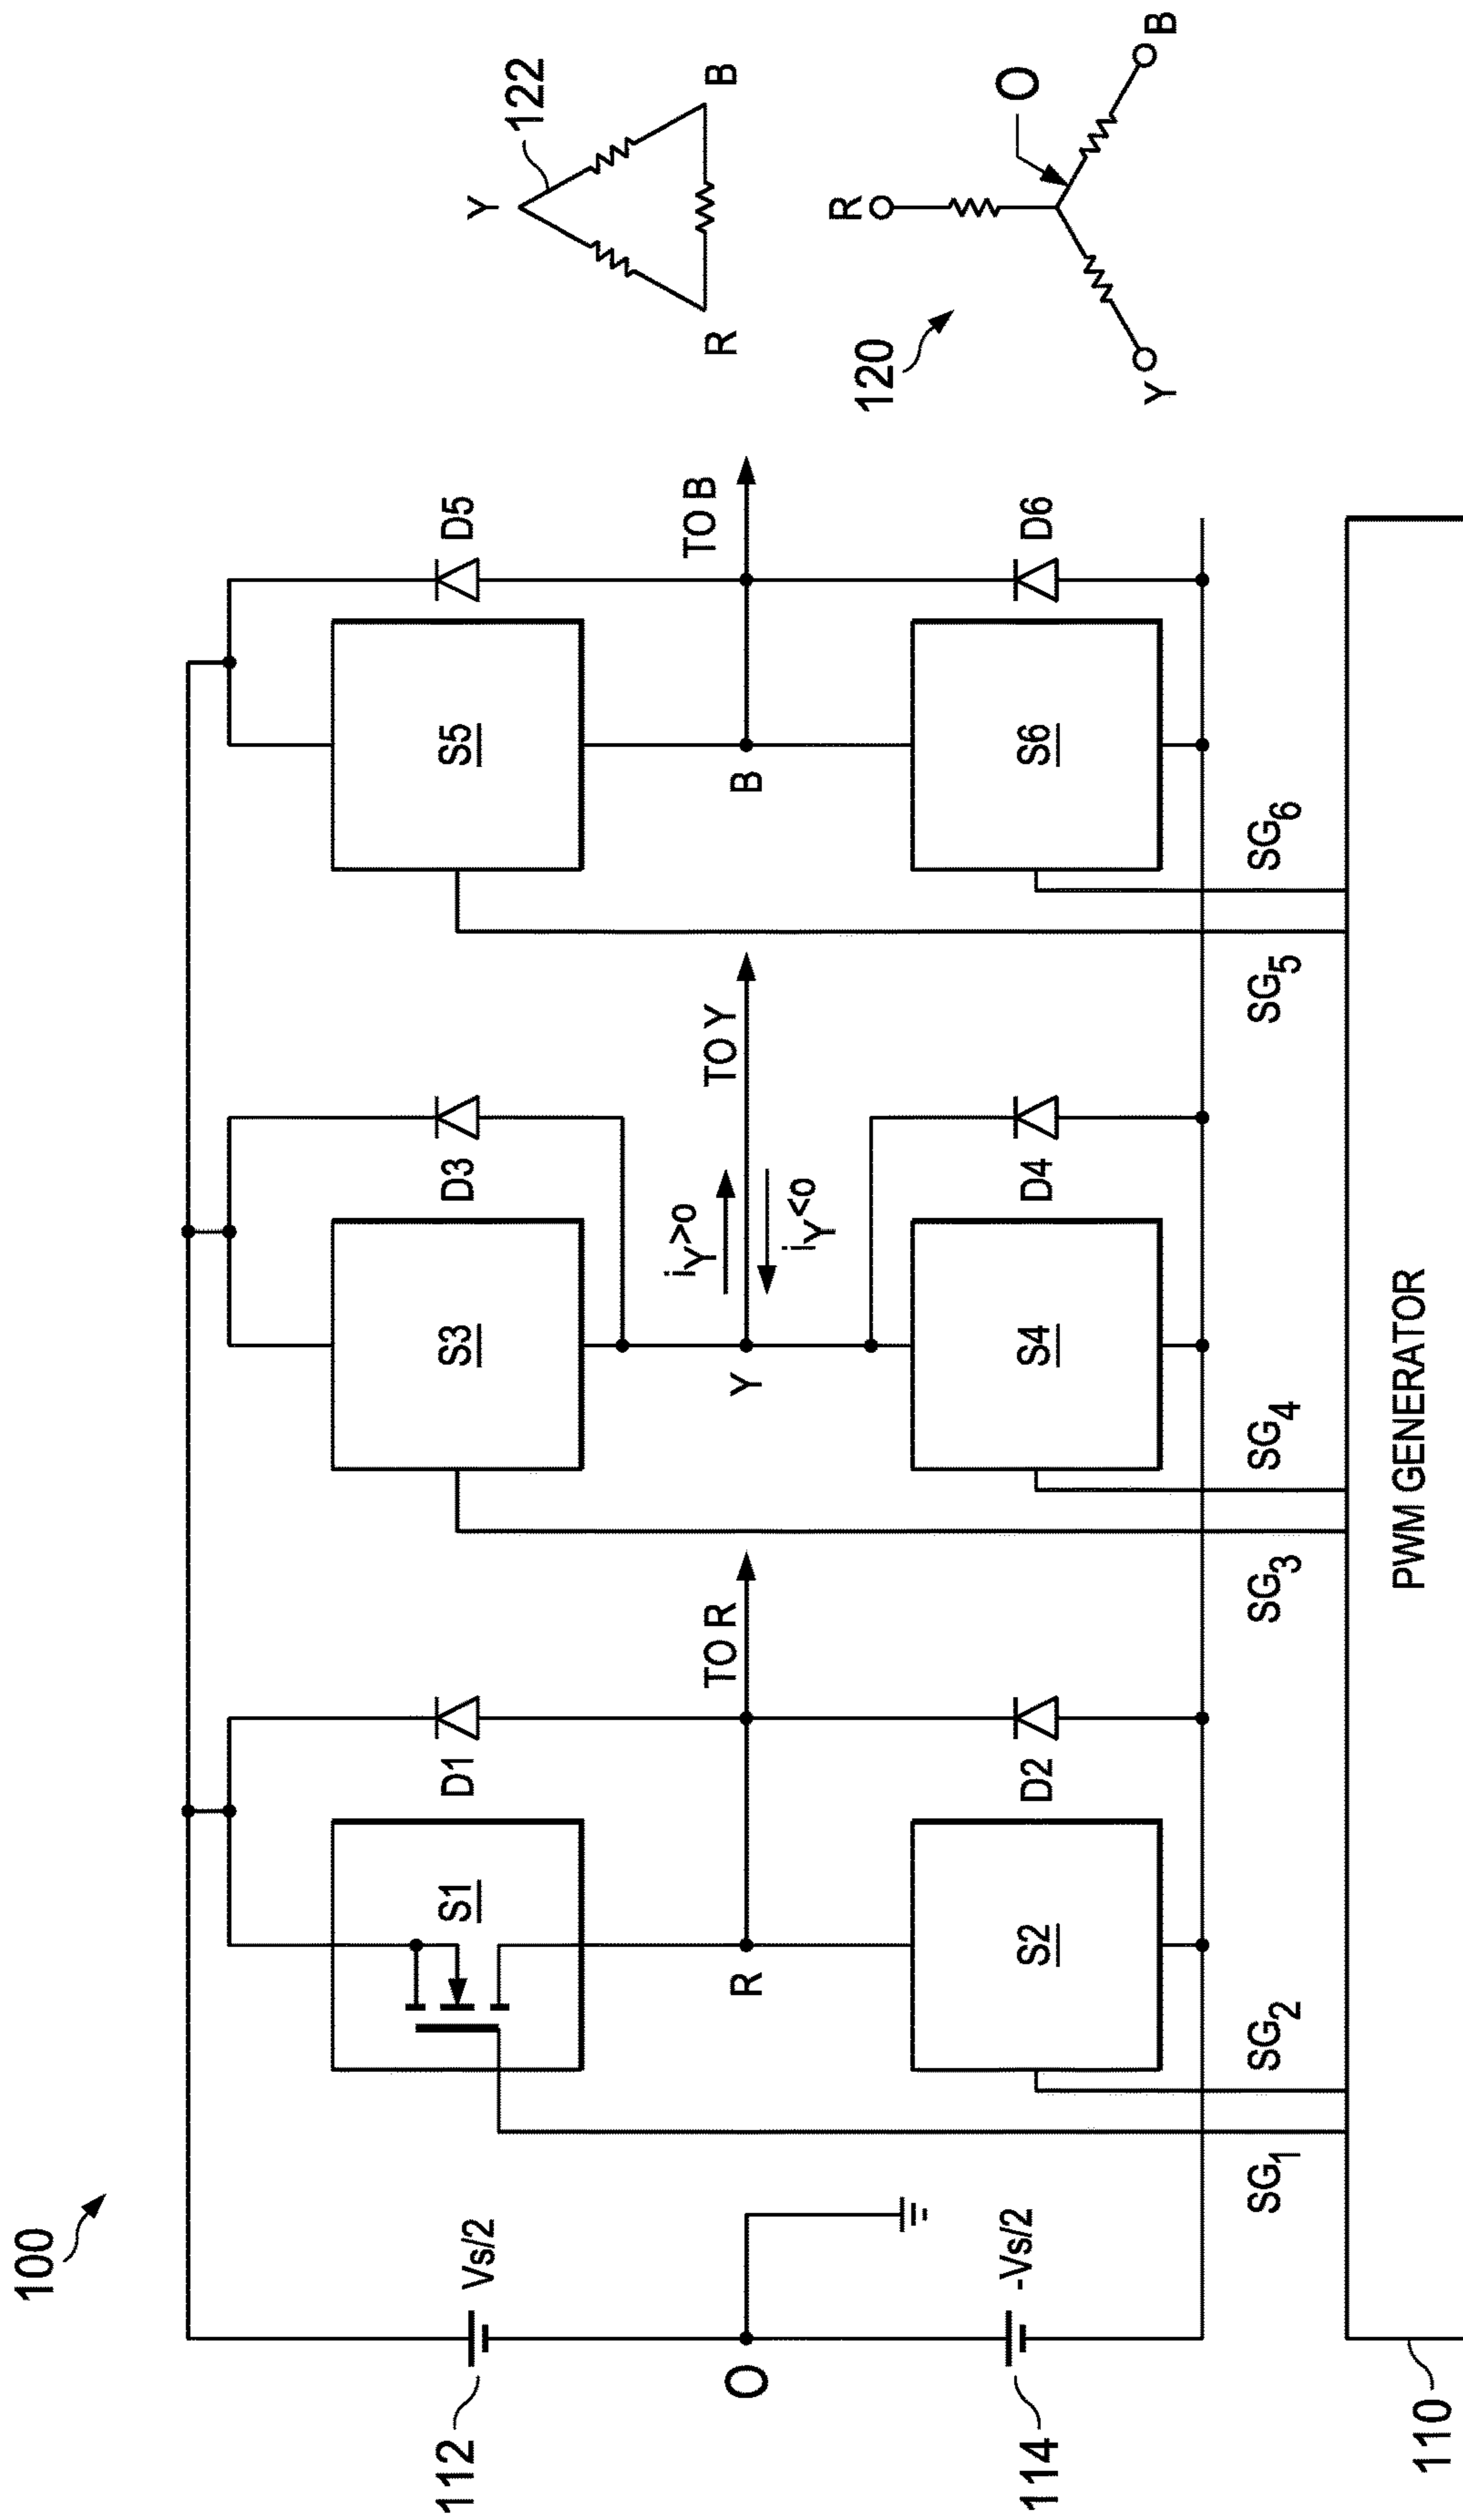 100
112
Vs/2
O
114
-Vs/2
S1
D1
R
TO R
S2
D2
SG1
SG2
S3
D3
iY>0
iY<0
Y
TO Y
S4
D4
SG3
SG4
S5
D5
B
TO B
S6
D6
SG5
SG6
110
PWM GENERATOR
122
Y
R
B
120
R
O
Y
B